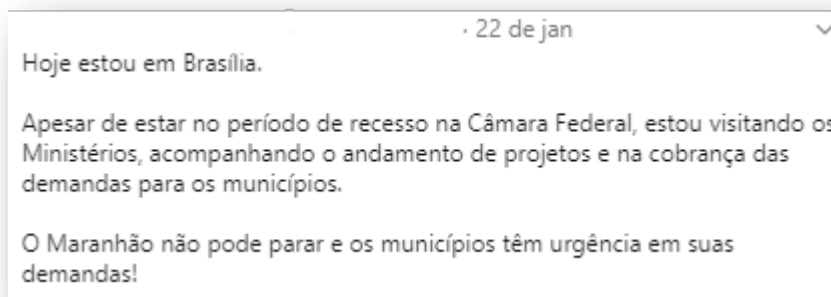 · 22 de jan
Hoje estou em Brasília.
Apesar de estar no período de recesso na Câmara Federal, estou visitando os
Ministérios, acompanhando o andamento de projetos e na cobrança das
demandas para os municípios.
O Maranhão não pode parar e os municípios têm urgência em suas
demandas!